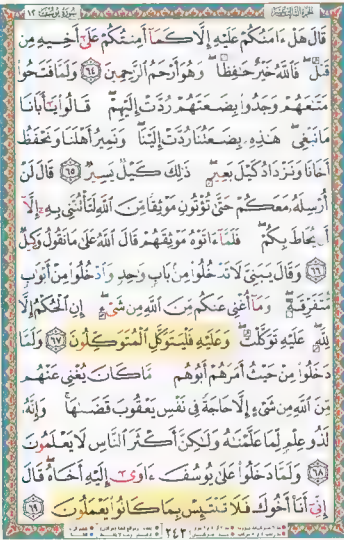 سورة يوسف ١٢
قَالَ هَلْ ءَامَنُكُمْ عَلَيْهِ إِلَّا كَمَآ أَمِنتُكُمْ عَلَىٰٓ أَخِيهِ مِن
قَبْلُ فَٱللَّهُ خَيْرٌ حَٰفِظًا وَهُوَ أَرْحَمُ ٱلرَّٰحِمِينَ ٦٤ وَلَمَّا فَتَحُوا۟
مَتَٰعَهُمْ وَجَدُوا۟ بِضَٰعَتَهُمْ رُدَّتْ إِلَيْهِمْ قَالُوا۟ يَٰٓأَبَانَا
مَا نَبْغِى هَٰذِهِۦ بِضَٰعَتُنَا رُدَّتْ إِلَيْنَا وَنَمِيرُ أَهْلَنَا وَنَحْفَظُ
أَخَانَا وَنَزْدَادُ كَيْلَ بَعِيرٍ ذَٰلِكَ كَيْلٌ يَسِيرٌ ٦٥ قَالَ لَنْ
أُرْسِلَهُۥ مَعَكُمْ حَتَّىٰ تُؤْتُونِ مَوْثِقًا مِّنَ ٱللَّهِ لَتَأْتُنَّنِى بِهِۦٓ إِلَّآ
أَن يُحَاطَ بِكُمْ فَلَمَّآ ءَاتَوْهُ مَوْثِقَهُمْ قَالَ ٱللَّهُ عَلَىٰ مَا نَقُولُ وَكِيلٌ
٦٦ وَقَالَ يَٰبَنِىَّ لَا تَدْخُلُوا۟ مِنۢ بَابٍ وَٰحِدٍ وَٱدْخُلُوا۟ مِنْ أَبْوَٰبٍ
مُّتَفَرِّقَةٍ وَمَآ أُغْنِى عَنكُم مِّنَ ٱللَّهِ مِن شَىْءٍ إِنِ ٱلْحُكْمُ إِلَّا
لِلَّهِ عَلَيْهِ تَوَكَّلْتُ وَعَلَيْهِ فَلْيَتَوَكَّلِ ٱلْمُتَوَكِّلُونَ ٦٧ وَلَمَّا
دَخَلُوا۟ مِنْ حَيْثُ أَمَرَهُمْ أَبُوهُم مَّا كَانَ يُغْنِى عَنْهُم
مِّنَ ٱللَّهِ مِن شَىْءٍ إِلَّا حَاجَةً فِى نَفْسِ يَعْقُوبَ قَضَىٰهَا وَإِنَّهُۥ
لَذُو عِلْمٍ لِّمَا عَلَّمْنَٰهُ وَلَٰكِنَّ أَكْثَرَ ٱلنَّاسِ لَا يَعْلَمُونَ
٦٨ وَلَمَّا دَخَلُوا۟ عَلَىٰ يُوسُفَ ءَاوَىٰٓ إِلَيْهِ أَخَاهُ قَالَ
إِنِّىٓ أَنَا۠ أَخُوكَ فَلَا تَبْتَئِسْ بِمَا كَانُوا۟ يَعْمَلُونَ ٦٩
٢٤٣